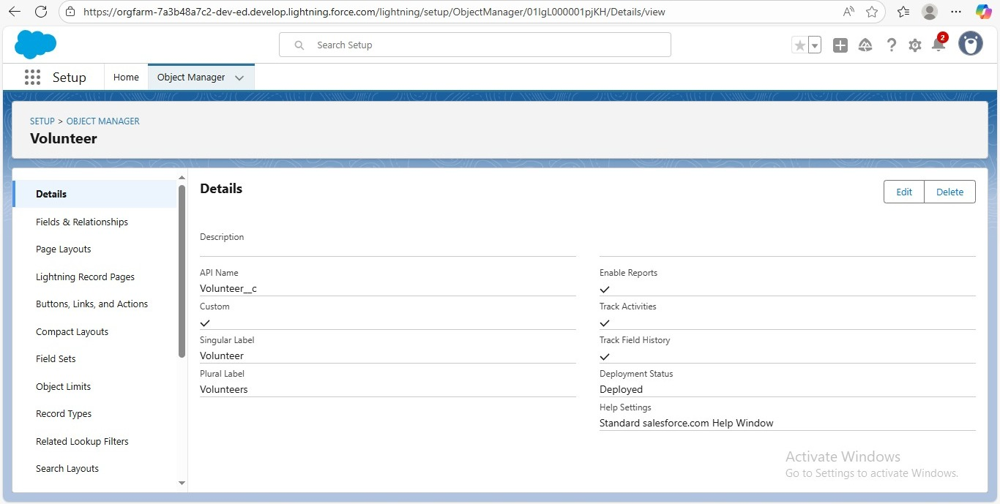 https://orgfarm-7a3b48a7c2-dev-ed.develop.lightning.force.com/lightning/setup/ObjectManager/01IgL000001pjKH/Details/view
Search Setup
2
Setup
Home
Object Manager
SETUP > OBJECT MANAGER
Volunteer
Details
Fields & Relationships
Page Layouts
Lightning Record Pages
Buttons, Links, and Actions
Compact Layouts
Field Sets
Object Limits
Record Types
Related Lookup Filters
Search Layouts
Details
Edit
Delete
Description
API Name
Volunteer__c
Custom
Singular Label
Volunteer
Plural Label
Volunteers
Enable Reports
Track Activities
Track Field History
Deployment Status
Deployed
Help Settings
Standard salesforce.com Help Window
Activate Windows
Go to Settings to activate Windows.